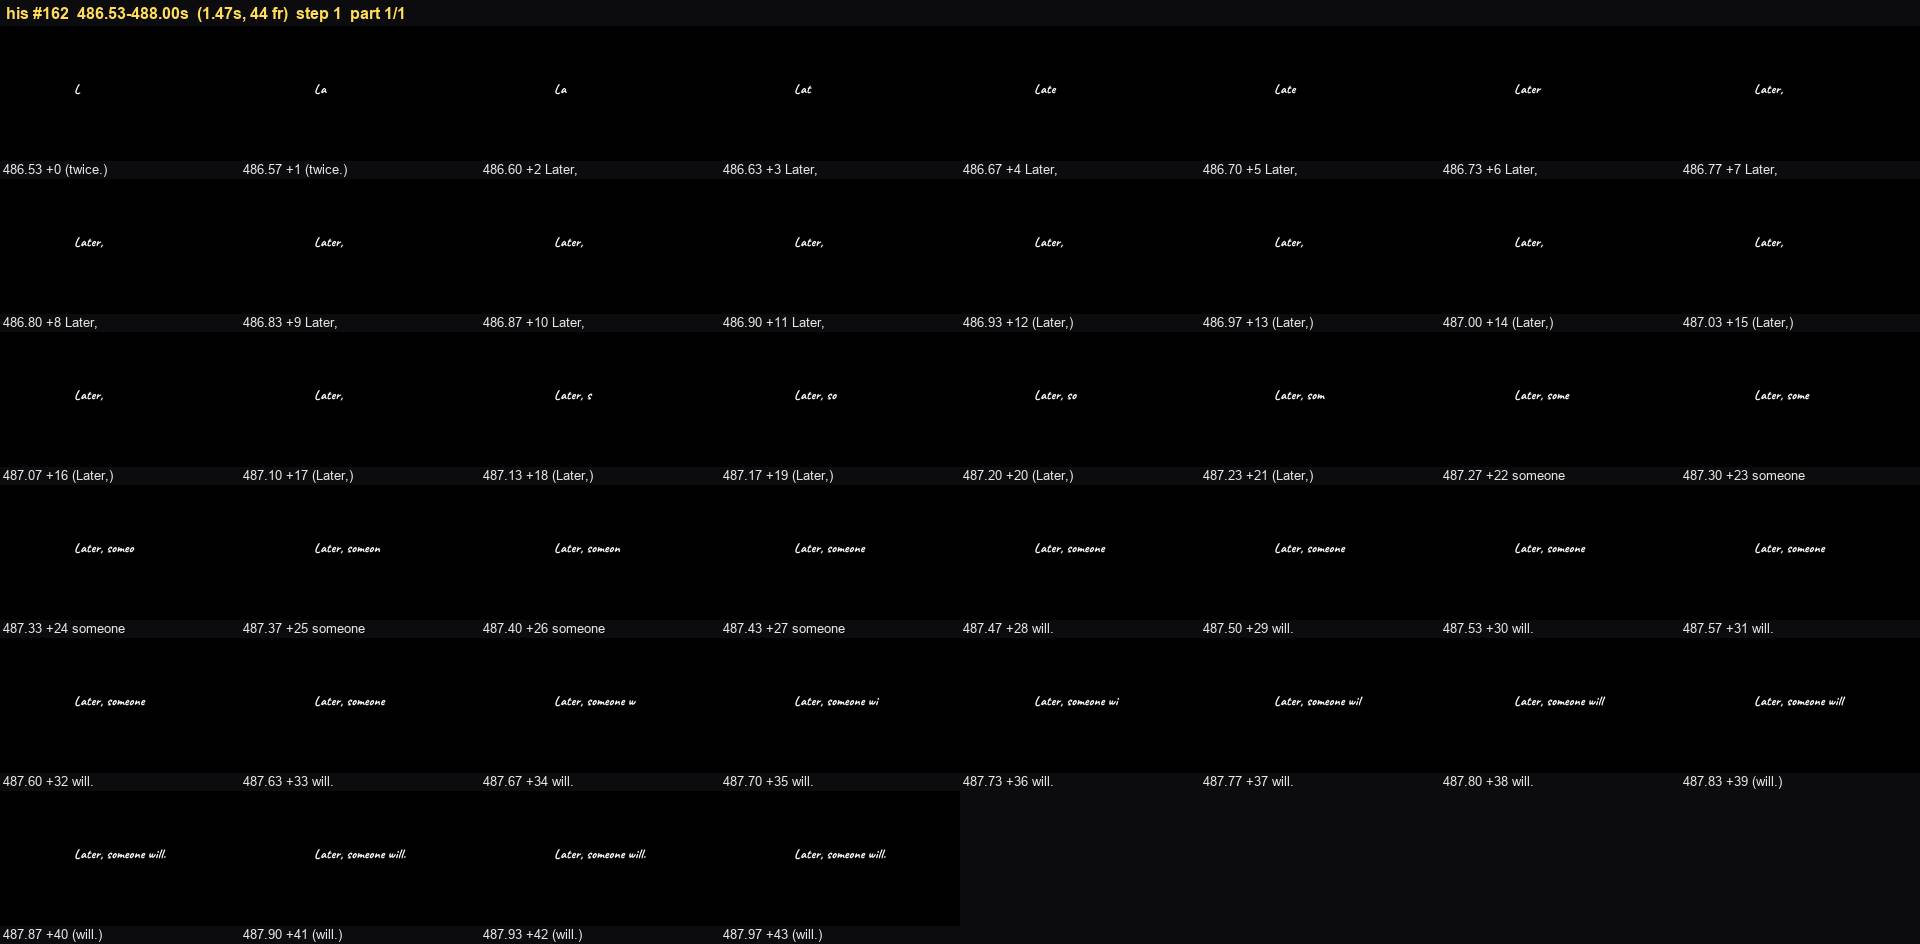 his #162 486.53-488.00s (1.47s, 44 fr) step 1 part 1/1
L La La Lat Late Late Later Later,
486.53 +0 (twice.) 486.57 +1 (twice.) 486.60 +2 Later, 486.63 +3 Later, 486.67 +4 Later, 486.70 +5 Later, 486.73 +6 Later, 486.77 +7 Later,
Later, Later, Later, Later, Later, Later, Later, Later,
486.80 +8 Later, 486.83 +9 Later, 486.87 +10 Later, 486.90 +11 Later, 486.93 +12 (Later,) 486.97 +13 (Later,) 487.00 +14 (Later,) 487.03 +15 (Later,)
Later, Later, Later, s Later, so Later, so Later, som Later, some Later, some
487.07 +16 (Later,) 487.10 +17 (Later,) 487.13 +18 (Later,) 487.17 +19 (Later,) 487.20 +20 (Later,) 487.23 +21 (Later,) 487.27 +22 someone 487.30 +23 someone
Later, someo Later, someon Later, someon Later, someone Later, someone Later, someone Later, someone Later, someone
487.33 +24 someone 487.37 +25 someone 487.40 +26 someone 487.43 +27 someone 487.47 +28 will. 487.50 +29 will. 487.53 +30 will. 487.57 +31 will.
Later, someone Later, someone Later, someone w Later, someone wi Later, someone wi Later, someone wil Later, someone will Later, someone will
487.60 +32 will. 487.63 +33 will. 487.67 +34 will. 487.70 +35 will. 487.73 +36 will. 487.77 +37 will. 487.80 +38 will. 487.83 +39 (will.)
Later, someone will. Later, someone will. Later, someone will. Later, someone will.
487.87 +40 (will.) 487.90 +41 (will.) 487.93 +42 (will.) 487.97 +43 (will.)